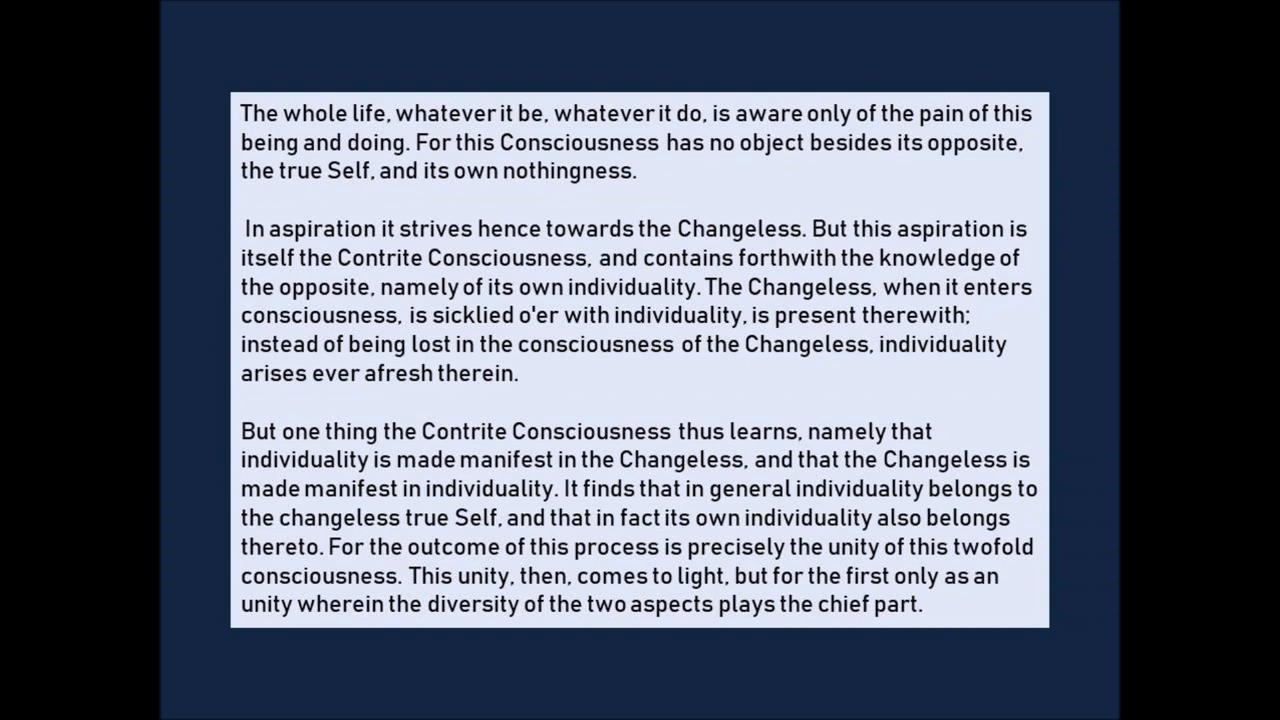 The whole life, whatever it be, whatever it do, is aware only of the pain of this
being and doing. For this Consciousness has no object besides its opposite,
the true Self, and its own nothingness.
In aspiration it strives hence towards the Changeless. But this aspiration is
itself the Contrite Consciousness, and contains forthwith the knowledge of
the opposite, namely of its own individuality. The Changeless, when it enters
consciousness, is sicklied o'er with individuality, is present therewith;
instead of being lost in the consciousness of the Changeless, individuality
arises ever afresh therein.
But one thing the Contrite Consciousness thus learns, namely that
individuality is made manifest in the Changeless, and that the Changeless is
made manifest in individuality. It finds that in general individuality belongs to
the changeless true Self, and that in fact its own individuality also belongs
thereto. For the outcome of this process is precisely the unity of this twofold
consciousness. This unity, then, comes to light, but for the first only as an
unity wherein the diversity of the two aspects plays the chief part.